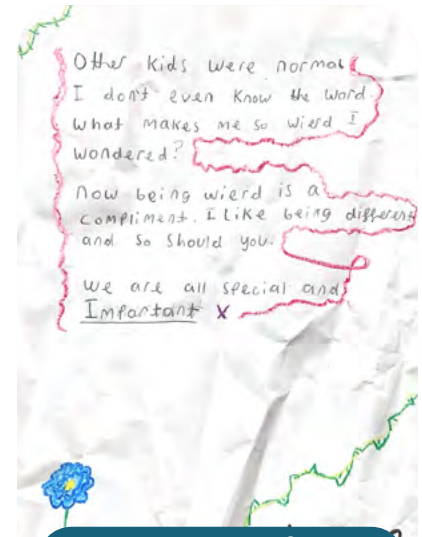 Other kids were normal
I don't even know the word.
What makes me so wierd I
wondered?
Now being wierd is a
compliment. I like being different
and so should you.
We are all special and
Important x